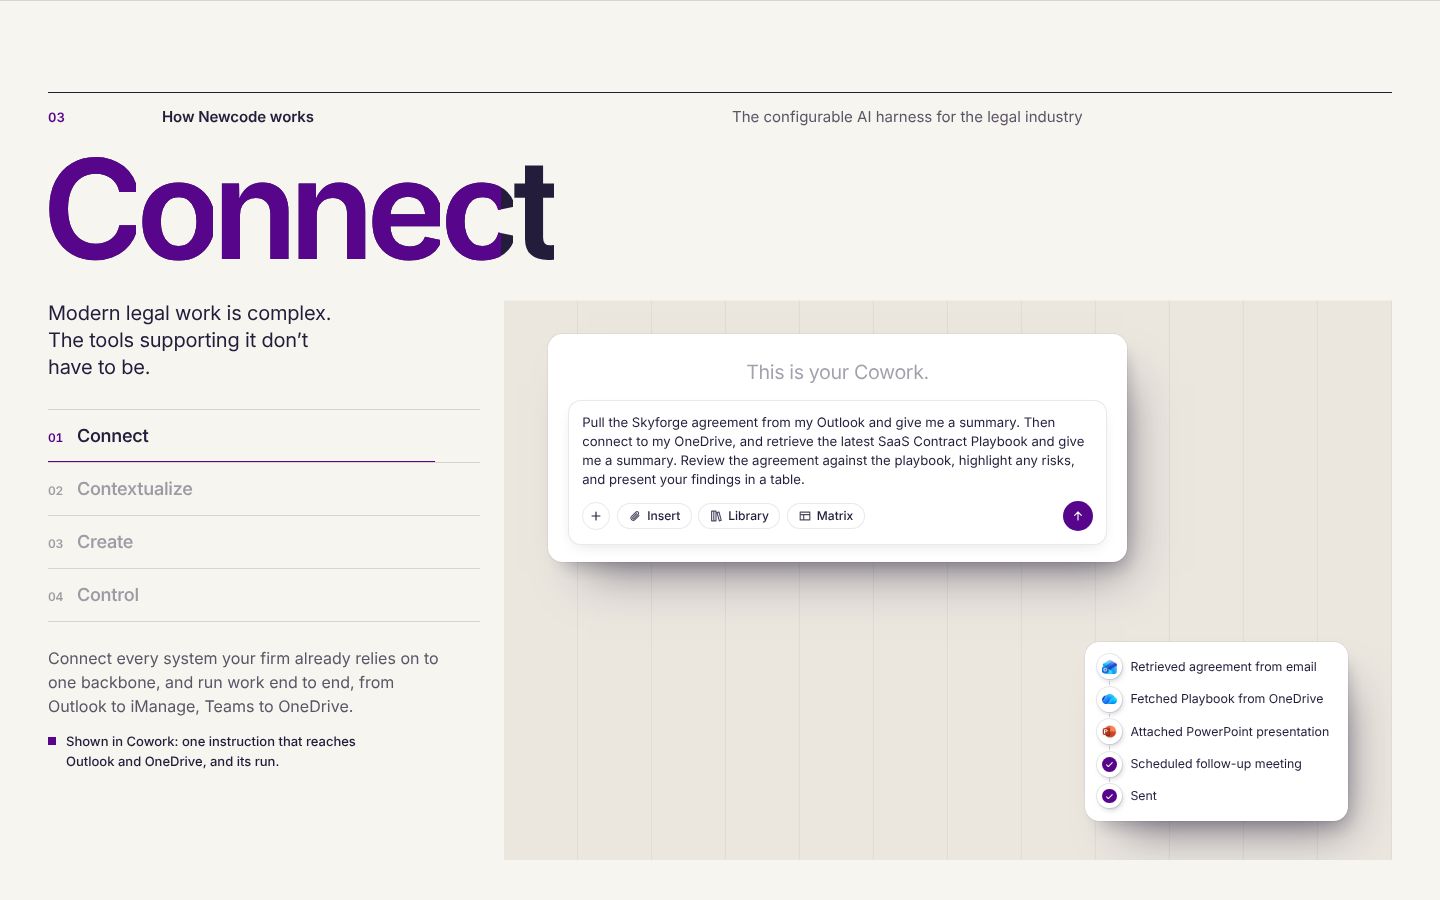 03
How Newcode works
The configurable AI harness for the legal industry
Connect
Modern legal work is complex.
The tools supporting it don’t
have to be.
01 Connect
02 Contextualize
03 Create
04 Control
Connect every system your firm already relies on to
one backbone, and run work end to end, from
Outlook to iManage, Teams to OneDrive.
Shown in Cowork: one instruction that reaches
Outlook and OneDrive, and its run.
This is your Cowork.
Pull the Skyforge agreement from my Outlook and give me a summary. Then
connect to my OneDrive, and retrieve the latest SaaS Contract Playbook and give
me a summary. Review the agreement against the playbook, highlight any risks,
and present your findings in a table.
Insert
Library
Matrix
Retrieved agreement from email
Fetched Playbook from OneDrive
Attached PowerPoint presentation
Scheduled follow-up meeting
Sent